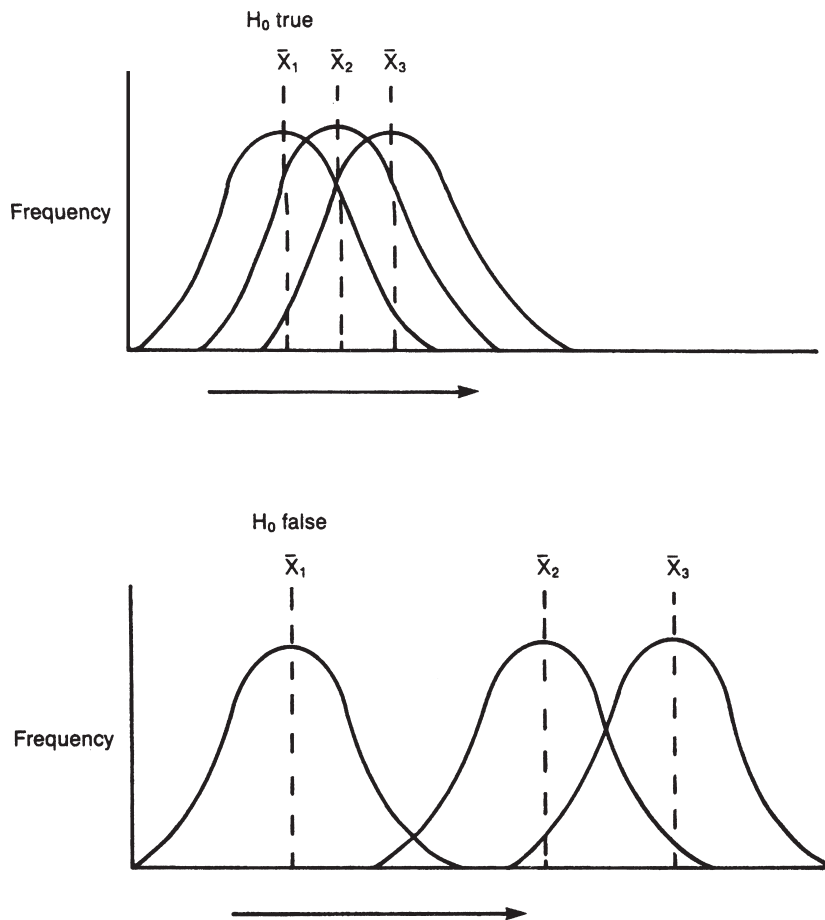 H₀ true
X̄₁ X̄₂ X̄₃
Frequency
H₀ false
X̄₁ X̄₂ X̄₃
Frequency